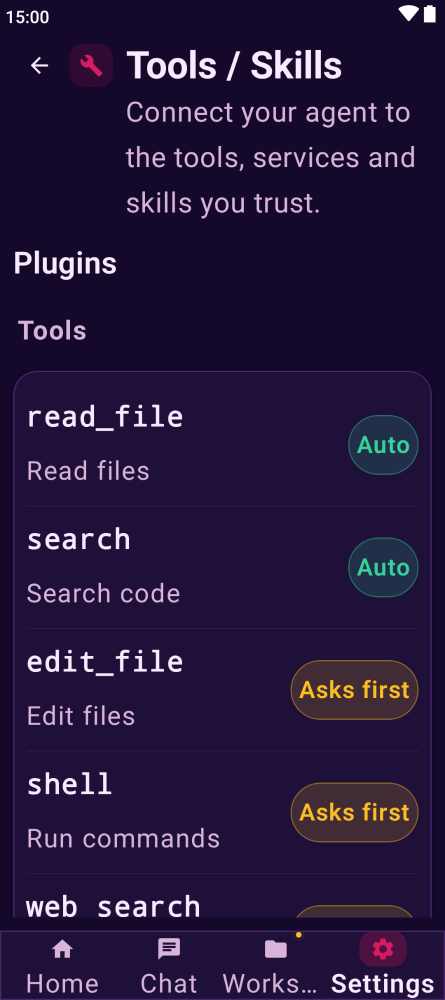 15:00
Tools / Skills
Connect your agent to
the tools, services and
skills you trust.
Plugins
Tools
read_file
Auto
Read files
search
Auto
Search code
edit_file
Asks first
Edit files
shell
Asks first
Run commands
web_search
Home
Chat
Works...
Settings